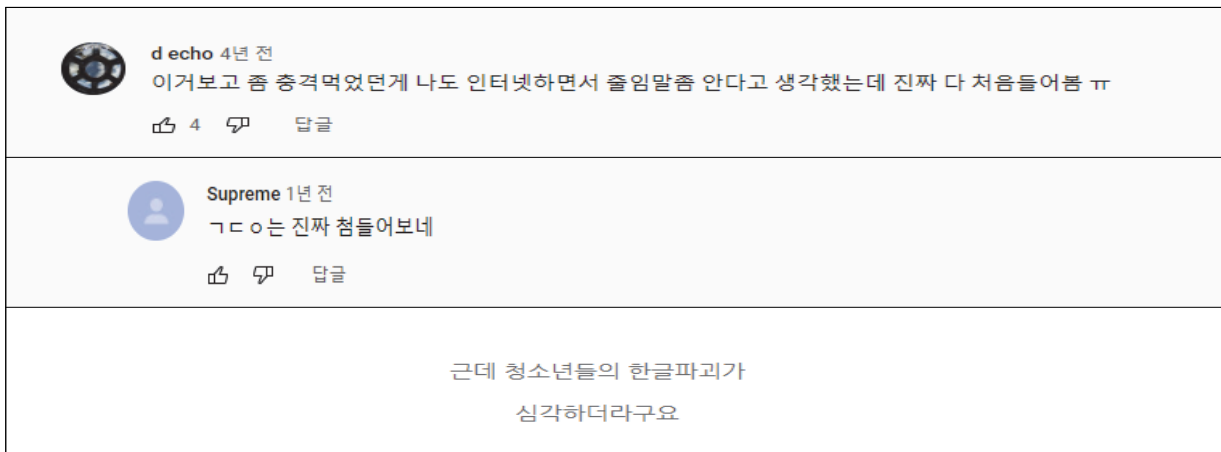 d echo 4년 전
이거보고 좀 충격먹었던게 나도 인터넷하면서 줄임말좀 안다고 생각했는데 진짜 다 처음들어봄 ㅠ
4 답글
Supreme 1년 전
ㄱㄷㅇ는 진짜 첨들어보네
답글
근데 청소년들의 한글파괴가
심각하더라구요